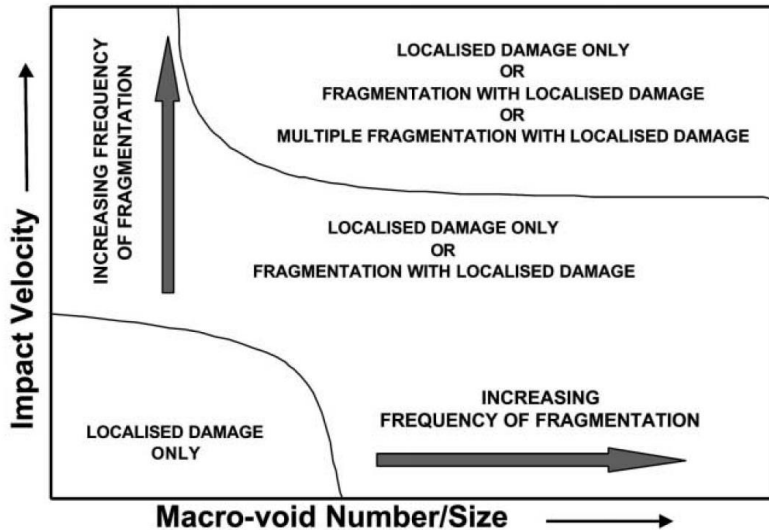 LOCALISED DAMAGE ONLY
OR
FRAGMENTATION WITH LOCALISED DAMAGE
OR
MULTIPLE FRAGMENTATION WITH LOCALISED DAMAGE
INCREASING FREQUENCY
OF FRAGMENTATION
LOCALISED DAMAGE ONLY
OR
FRAGMENTATION WITH LOCALISED DAMAGE
Impact Velocity
INCREASING
FREQUENCY OF FRAGMENTATION
LOCALISED DAMAGE
ONLY
Macro-void Number/Size